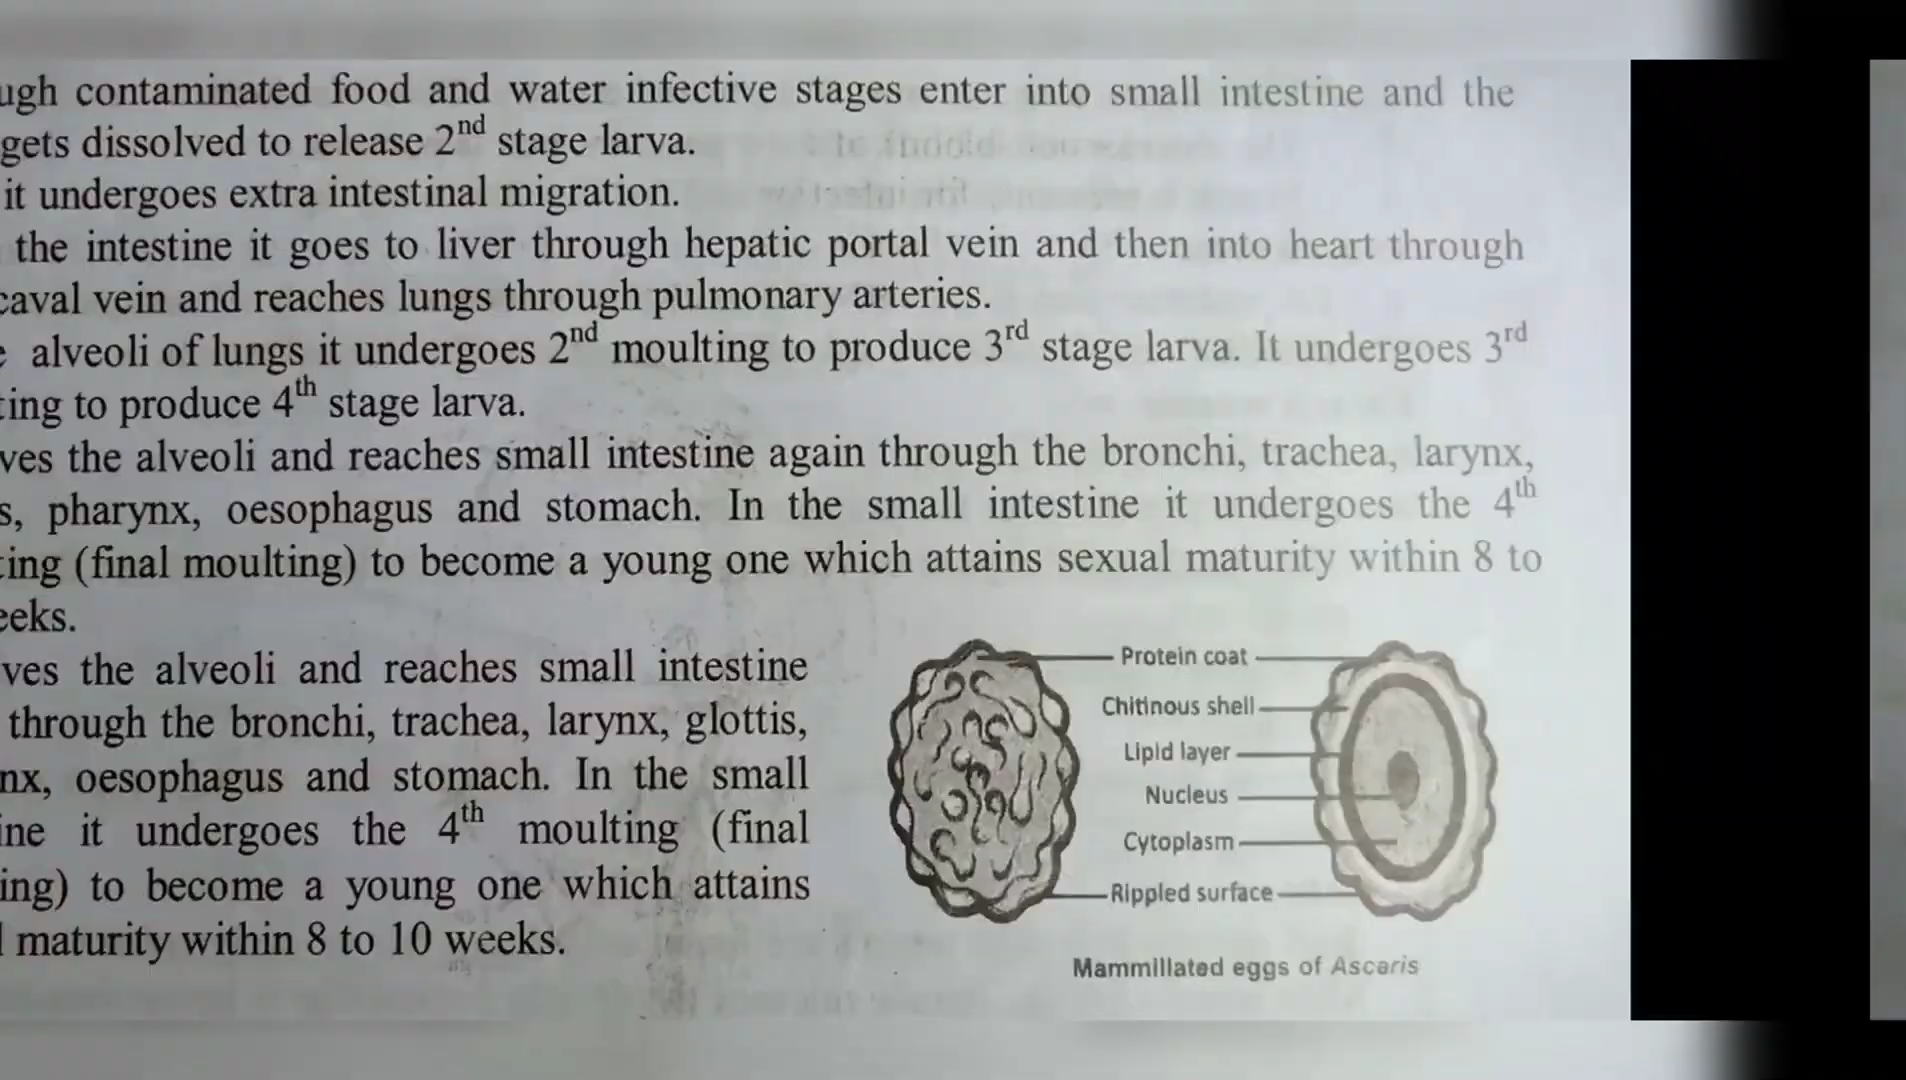 ugh contaminated food and water infective stages enter into small intestine and the
gets dissolved to release 2nd stage larva.
it undergoes extra intestinal migration.
the intestine it goes to liver through hepatic portal vein and then into heart through
caval vein and reaches lungs through pulmonary arteries.
alveoli of lungs it undergoes 2nd moulting to produce 3rd stage larva. It undergoes 3rd
ting to produce 4th stage larva.
ves the alveoli and reaches small intestine again through the bronchi, trachea, larynx,
s, pharynx, oesophagus and stomach. In the small intestine it undergoes the 4th
ting (final moulting) to become a young one which attains sexual maturity within 8 to
eeks.
ves the alveoli and reaches small intestine
through the bronchi, trachea, larynx, glottis,
nx, oesophagus and stomach. In the small
ine it undergoes the 4th moulting (final
ing) to become a young one which attains
l maturity within 8 to 10 weeks.
Protein coat
Chitinous shell
Lipid layer
Nucleus
Cytoplasm
Rippled surface
Mammillated eggs of Ascaris